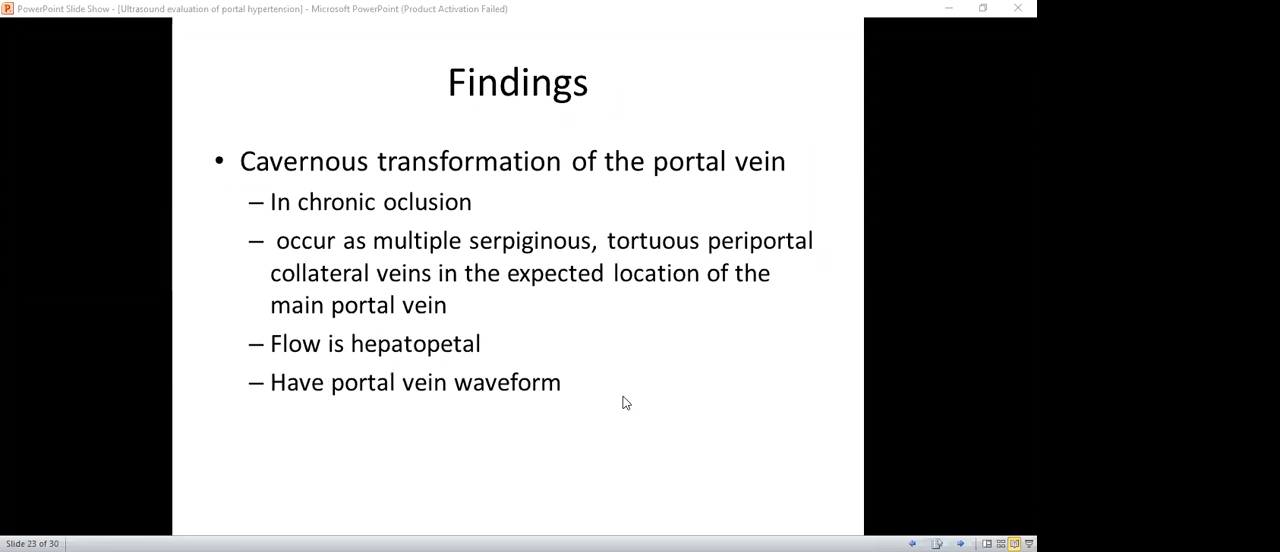 PowerPoint Slide Show - [Ultrasound evaluation of portal hypertension] - Microsoft PowerPoint (Product Activation Failed)
Findings
• Cavernous transformation of the portal vein
– In chronic oclusion
– occur as multiple serpiginous, tortuous periportal
collateral veins in the expected location of the
main portal vein
– Flow is hepatopetal
– Have portal vein waveform
Slide 23 of 30